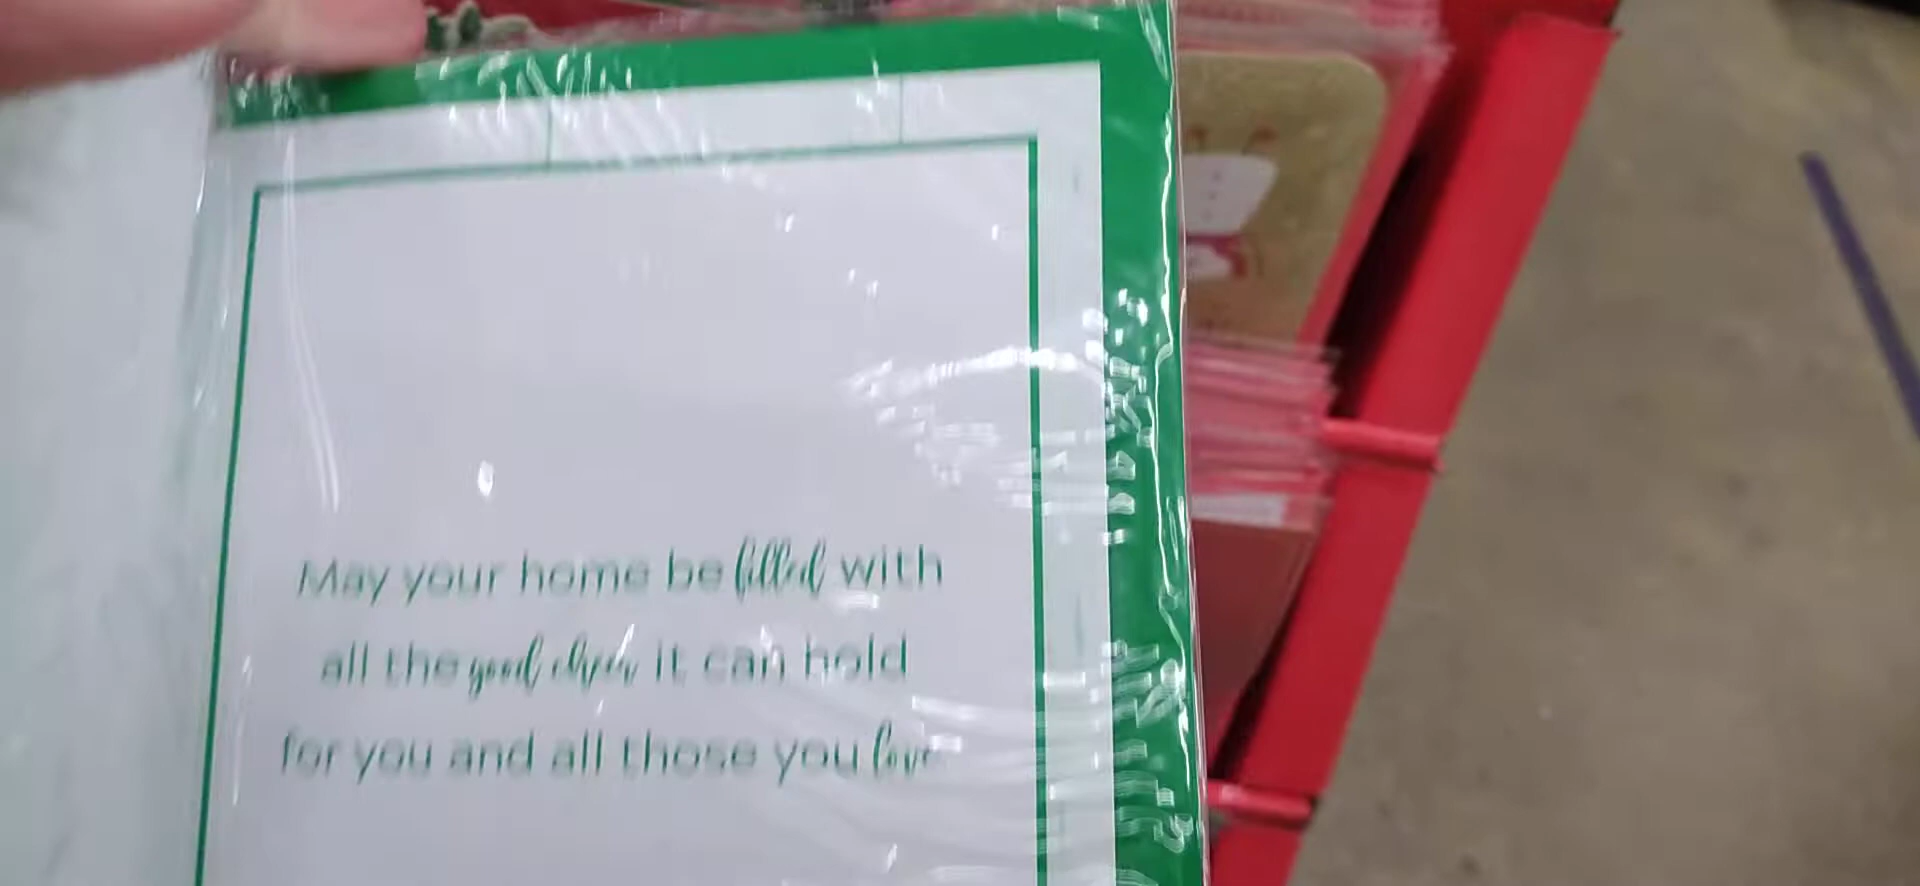 May your home be filled with
all the good cheer it can hold
for you and all those you love